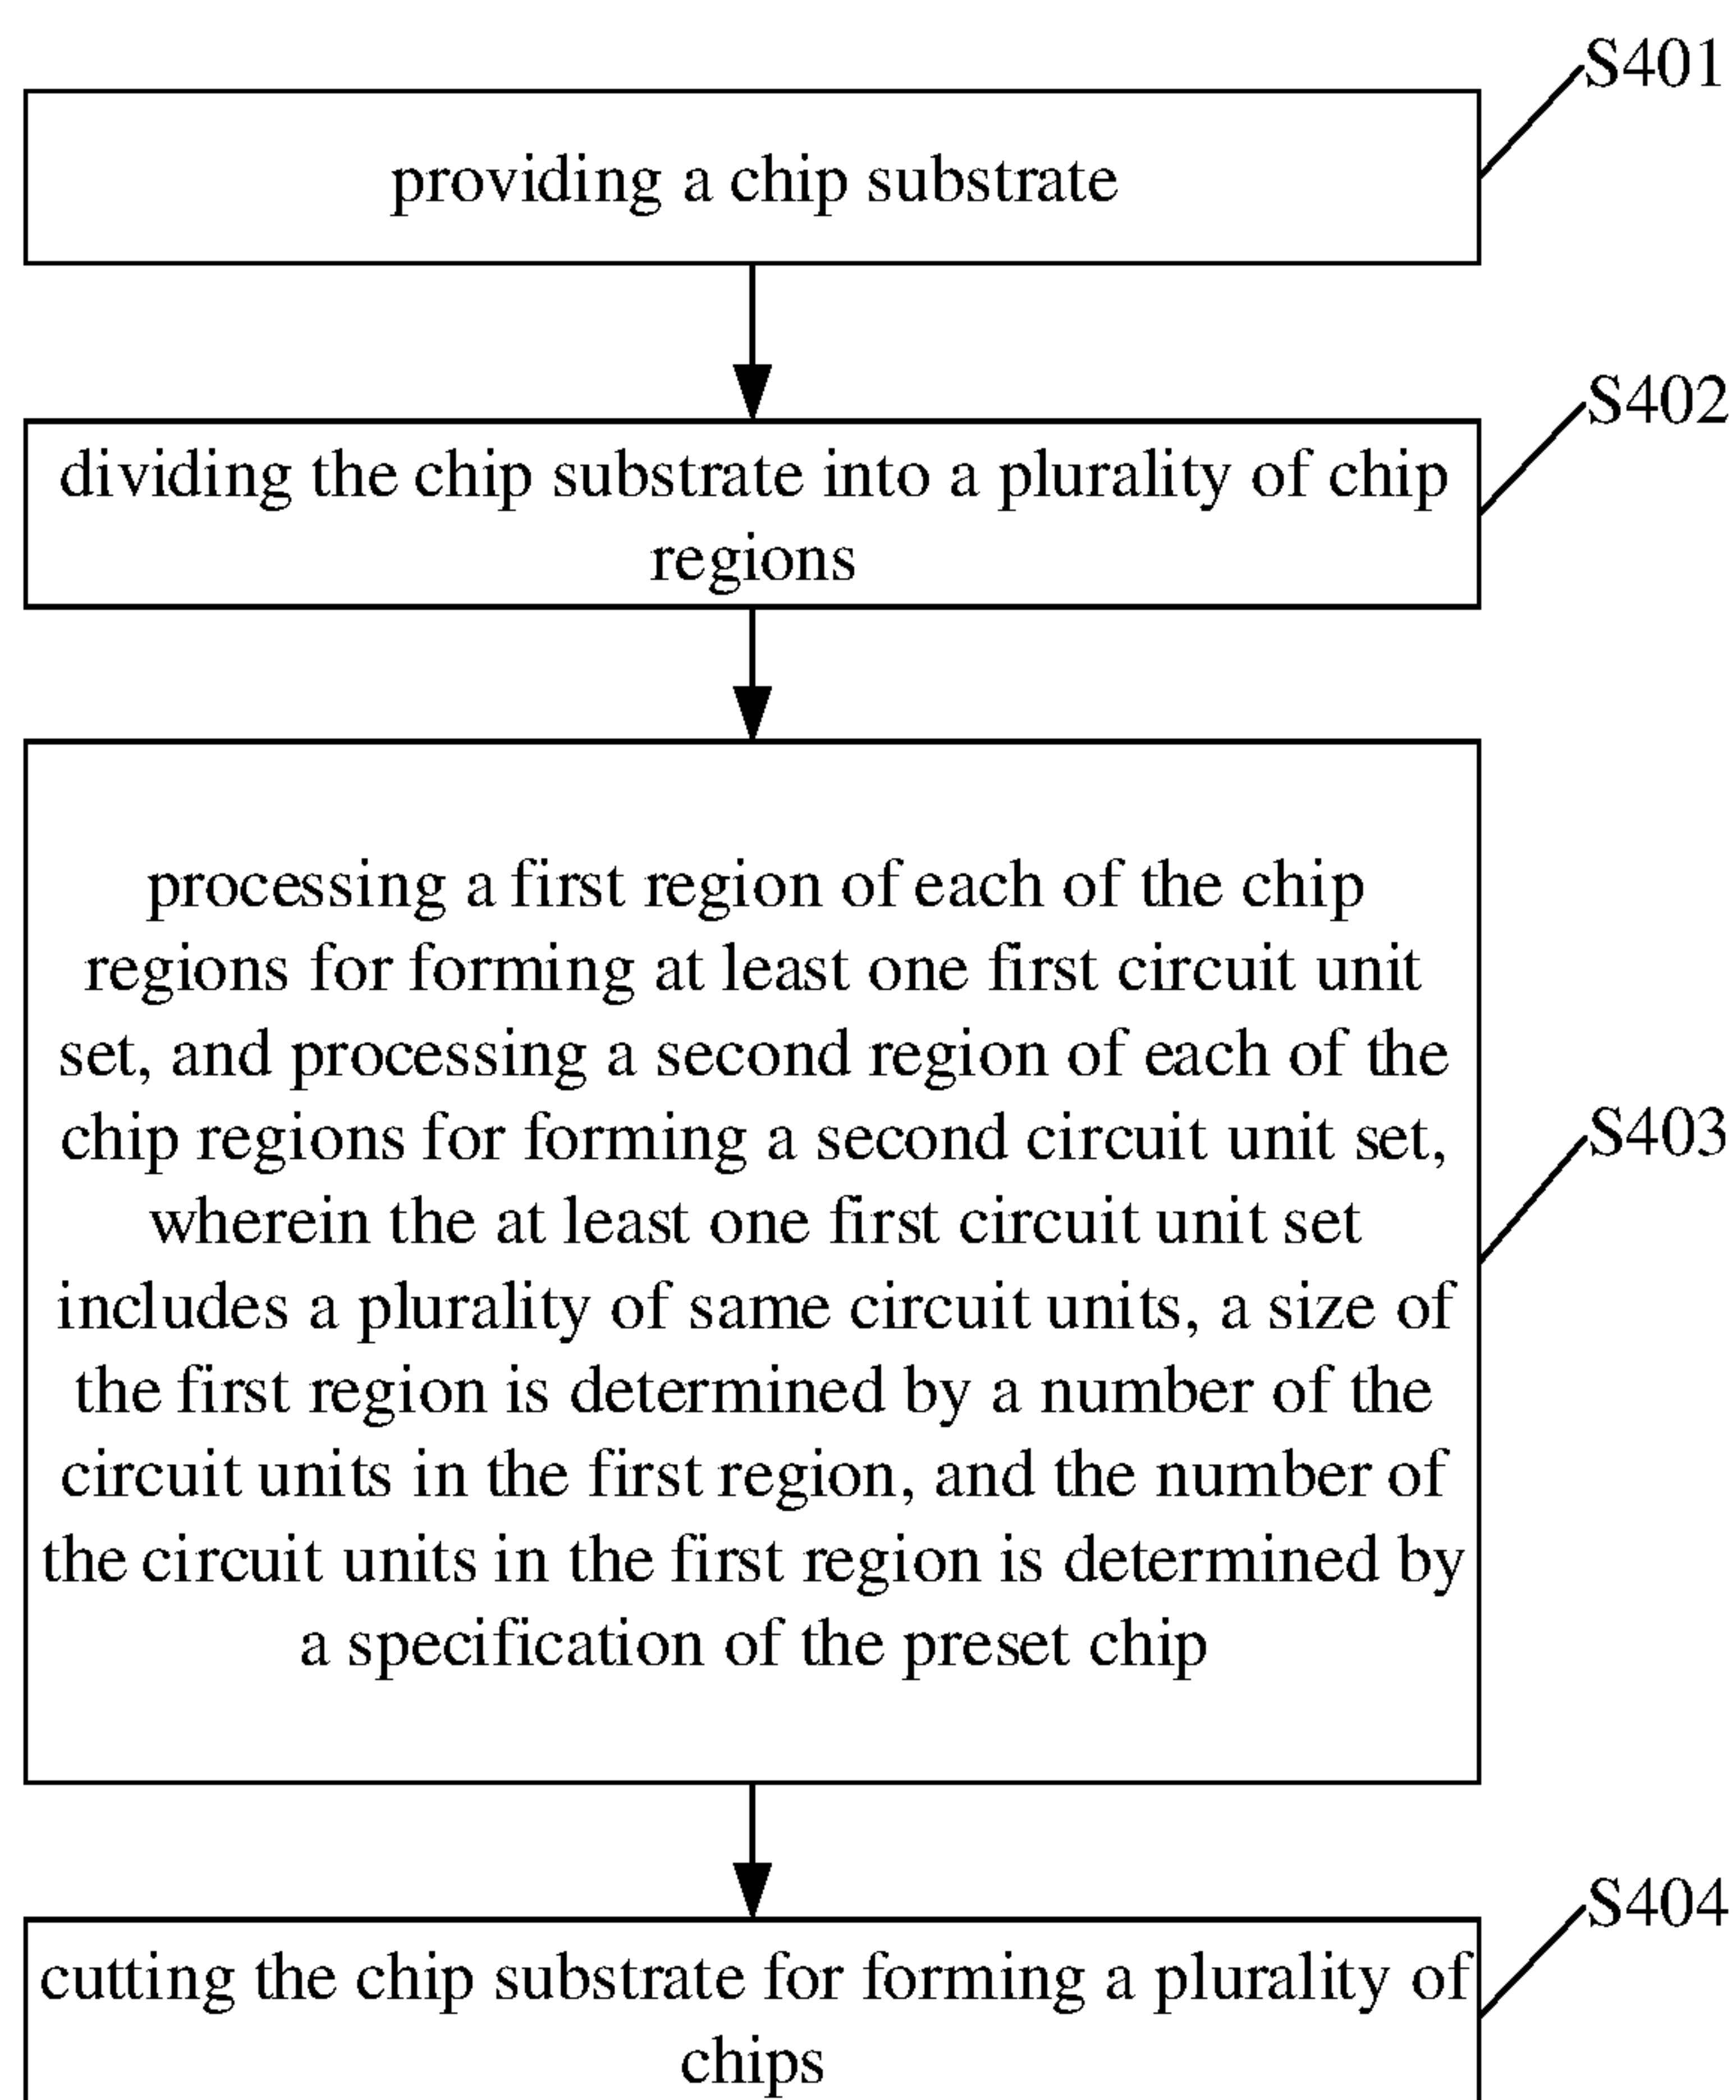 S401
providing a chip substrate
S402
dividing the chip substrate into a plurality of chip
regions
processing a first region of each of the chip
regions for forming at least one first circuit unit
set, and processing a second region of each of the
chip regions for forming a second circuit unit set,
wherein the at least one first circuit unit set
includes a plurality of same circuit units, a size of
the first region is determined by a number of the
circuit units in the first region, and the number of
the circuit units in the first region is determined by
a specification of the preset chip
S403
S404
cutting the chip substrate for forming a plurality of
chips